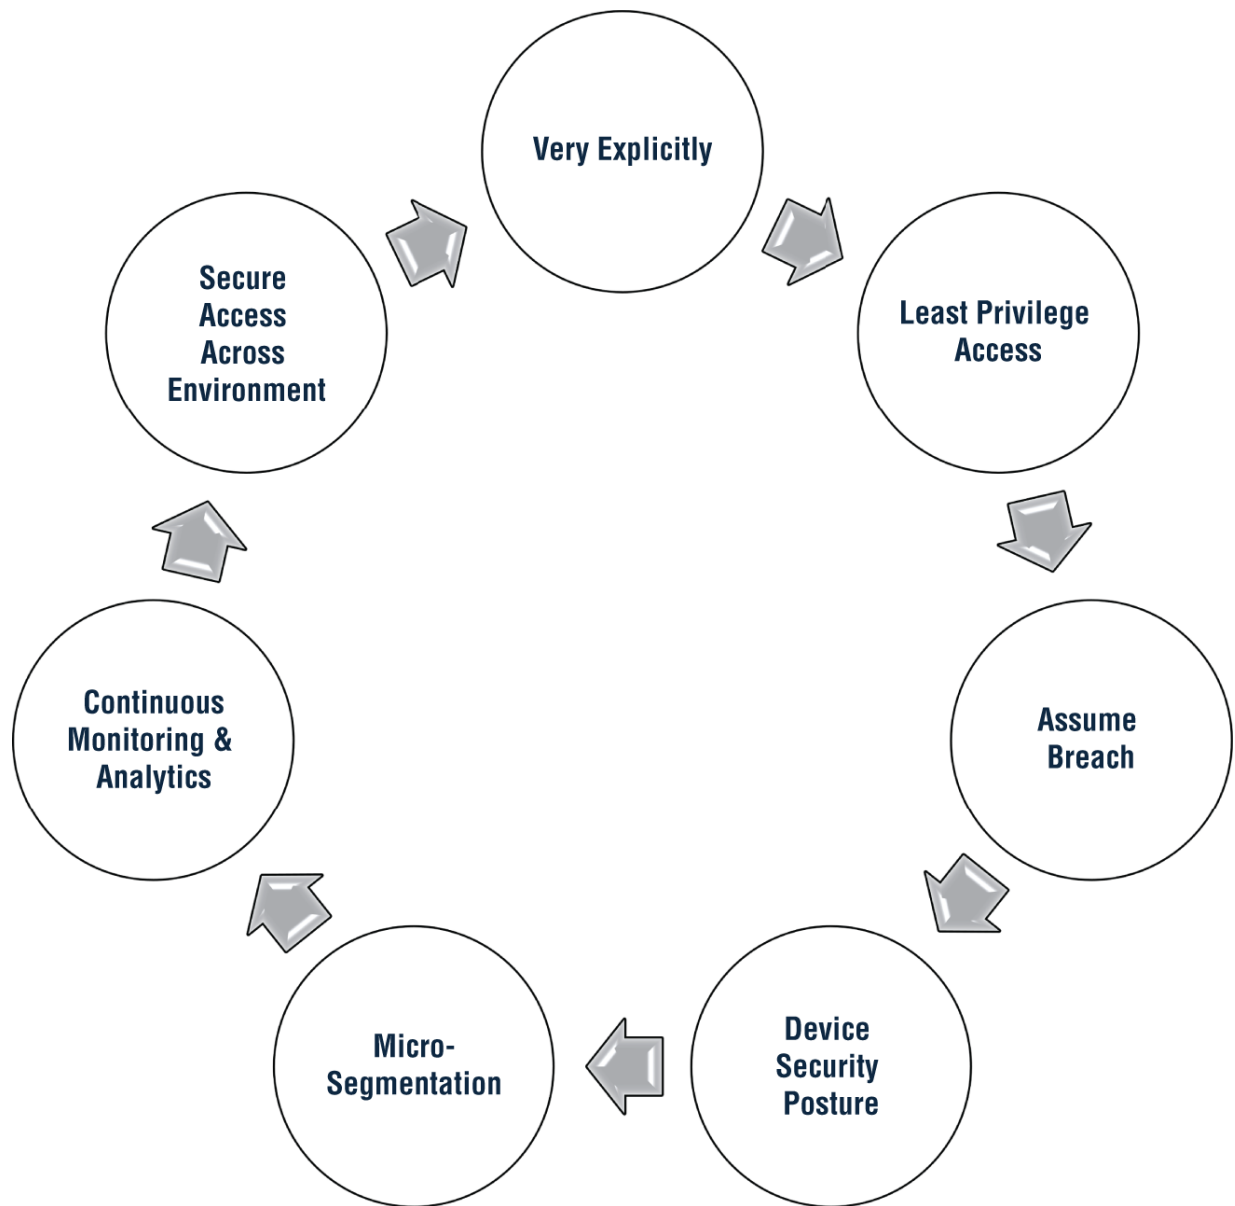 Very Explicitly
Least Privilege
Access
Assume
Breach
Device
Security
Posture
Micro-
Segmentation
Continuous
Monitoring &
Analytics
Secure
Access
Across
Environment